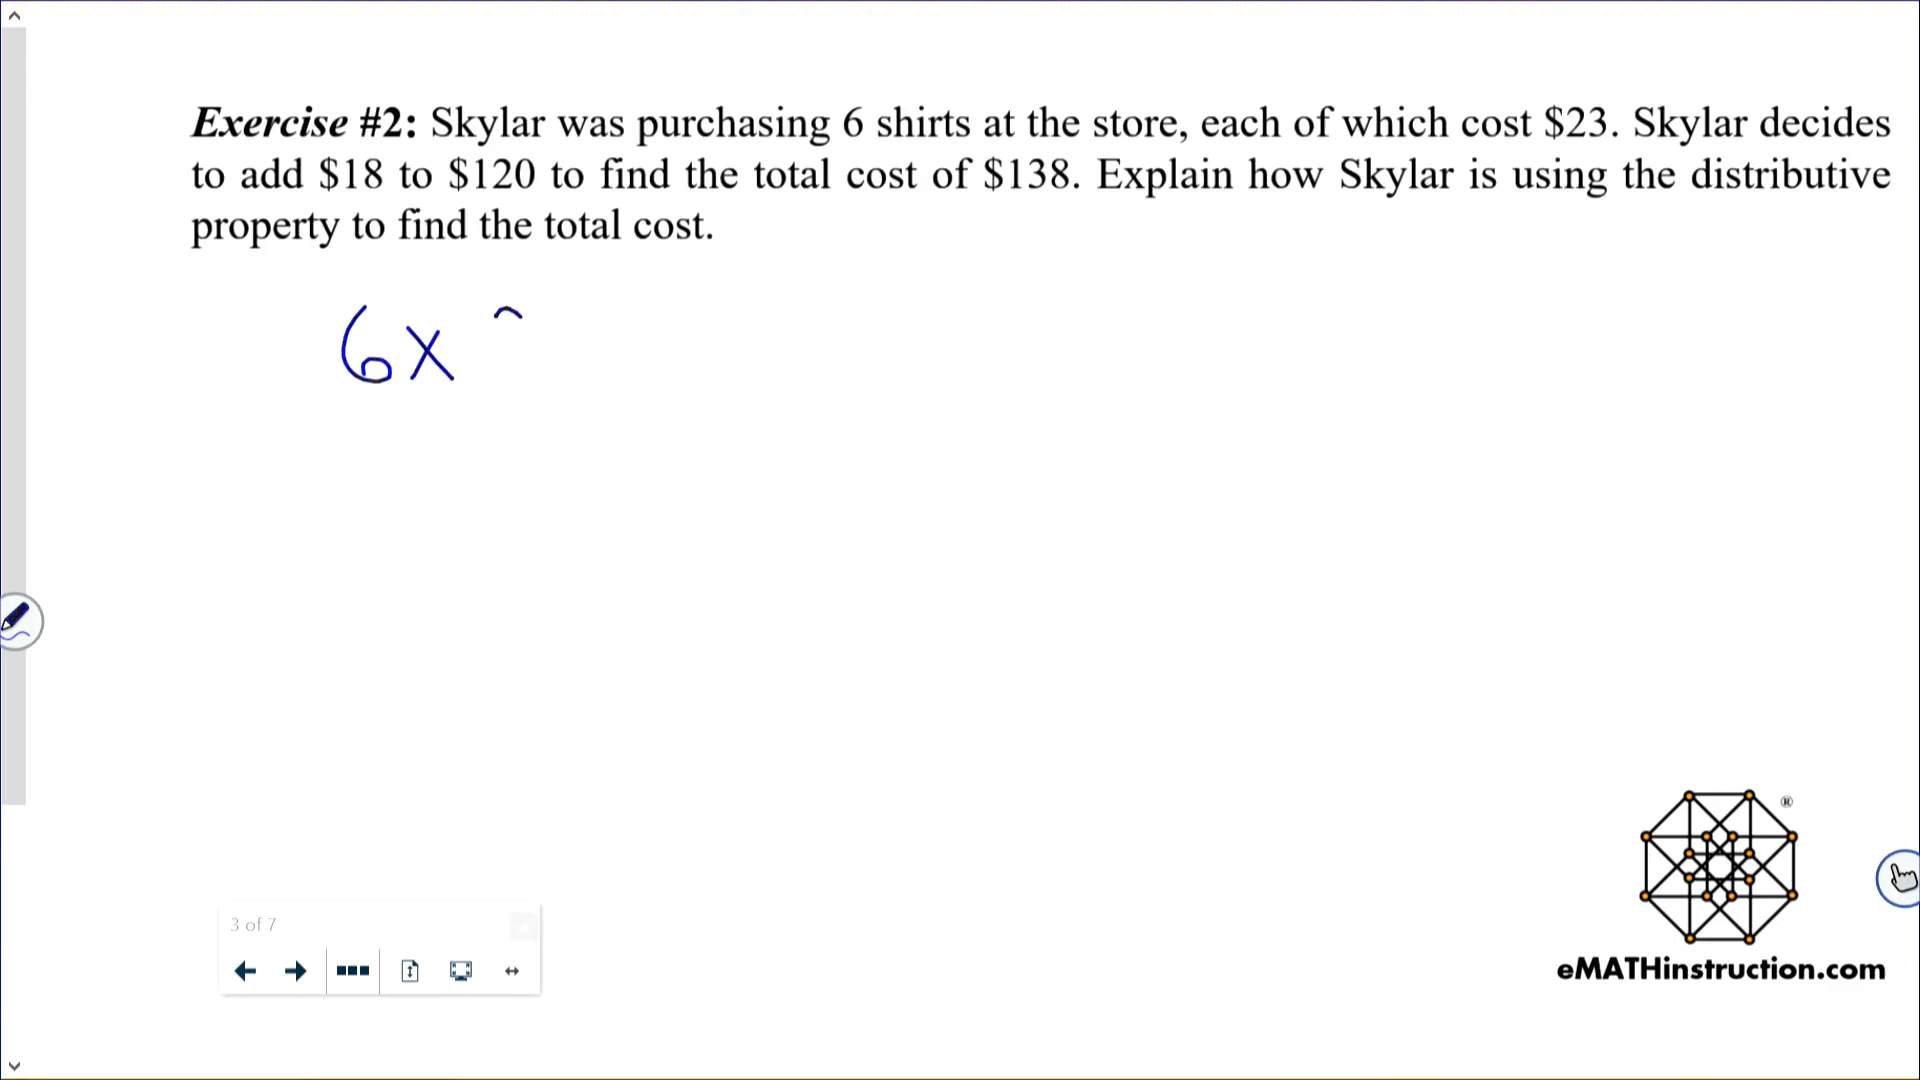 Exercise #2: Skylar was purchasing 6 shirts at the store, each of which cost $23. Skylar decides
to add $18 to $120 to find the total cost of $138. Explain how Skylar is using the distributive
property to find the total cost.
6x
®
3 of 7
eMATHinstruction.com